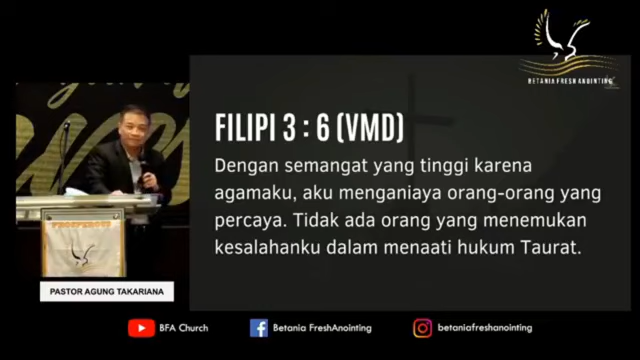 BETANIA FRESH ANOINTING
FILIPI 3 : 6 (VMD)
Dengan semangat yang tinggi karena
agamaku, aku menganiaya orang-orang yang
percaya. Tidak ada orang yang menemukan
kesalahanku dalam menaati hukum Taurat.
PROSPEROUS
PASTOR AGUNG TAKARIANA
BFA Church
Betania FreshAnointing
betaniafreshanointing